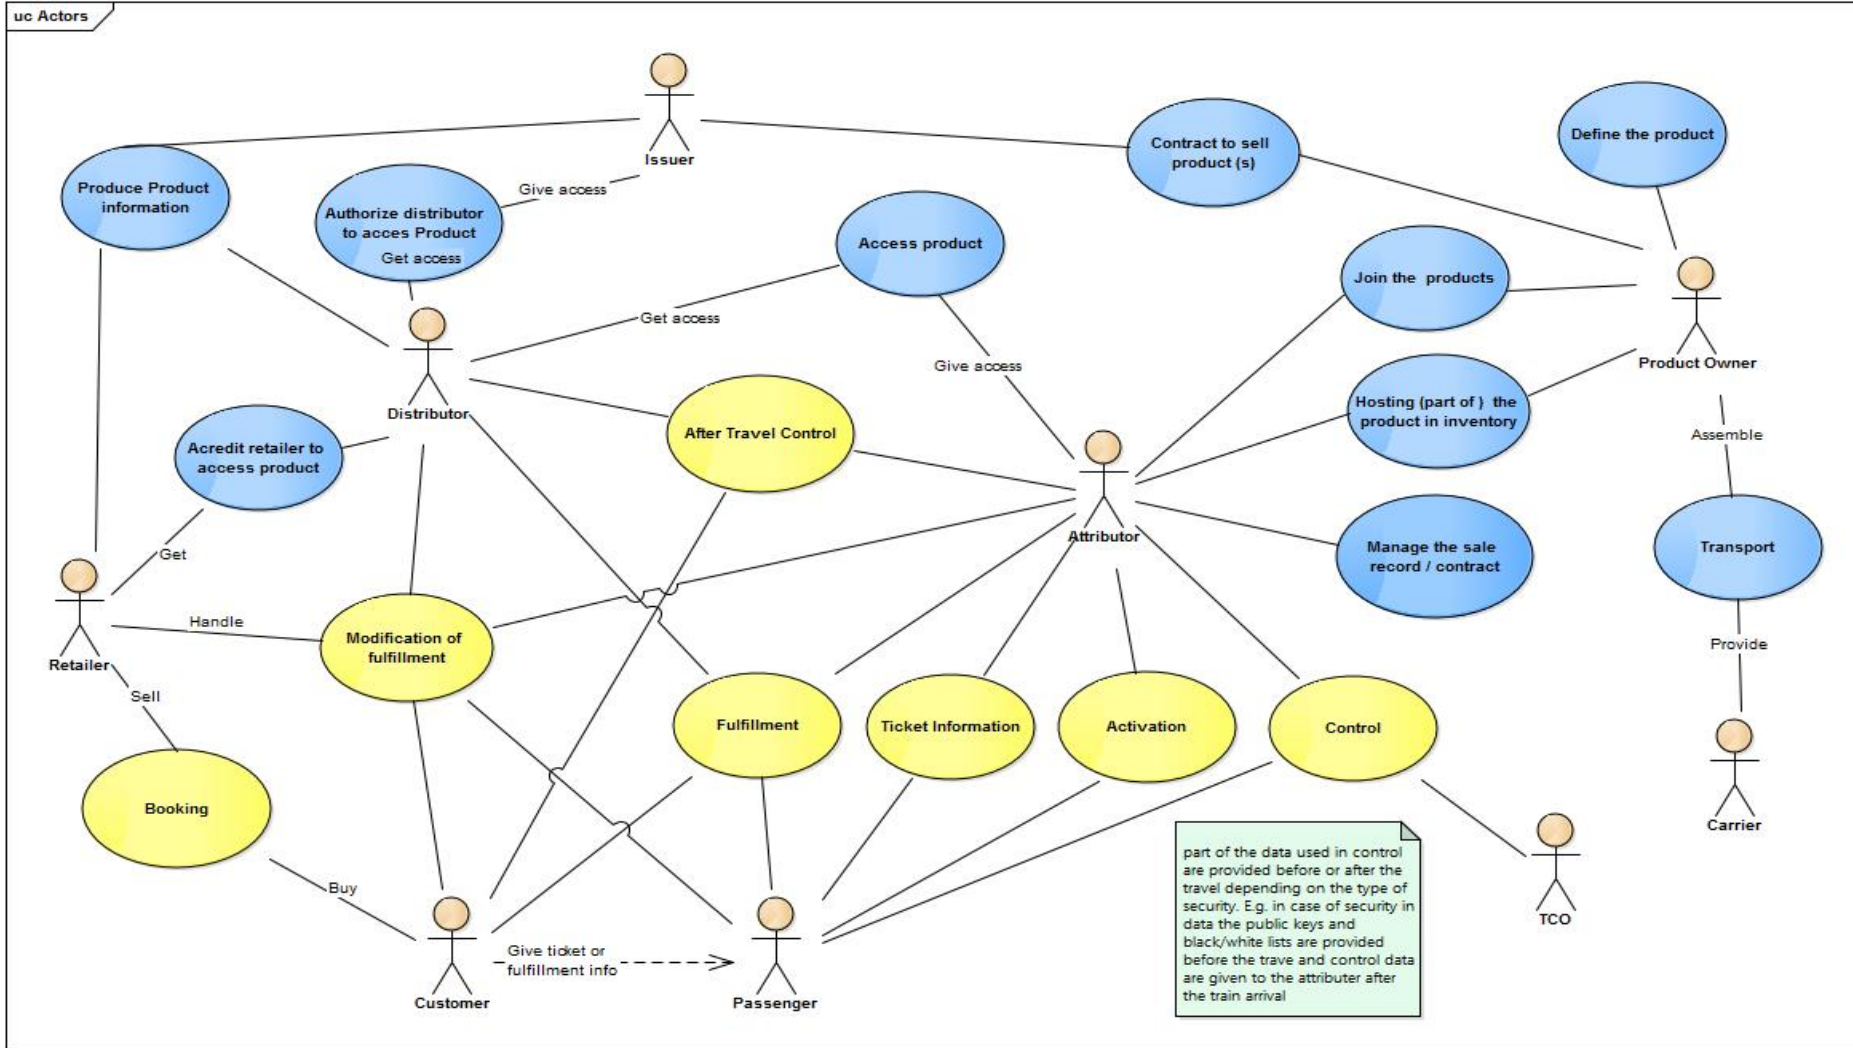 uc Actors
Issuer
Contract to sell
product (s)
Define the product
Produce Product
information
Give access
Authorize distributor
to acces Product
Get access
Access product
Join the  products
Get access
Give access
Product Owner
Distributor
After Travel Control
Hosting (part of )  the
product in inventory
Assemble
Acredit retailer to
access product
Attributor
Manage the sale
record / contract
Transport
Get
Retailer
Handle
Modification of
fulfillment
Provide
Sell
Fulfillment
Ticket Information
Activation
Control
Booking
Carrier
Buy
part of the data used in control
are provided before or after the
travel depending on the type of
security. E.g. in case of security in
data the public keys and
black/white lists are provided
before the trave and control data
are given to the attributer after
the train arrival
TCO
Give ticket or
fulfillment info
Customer
Passenger